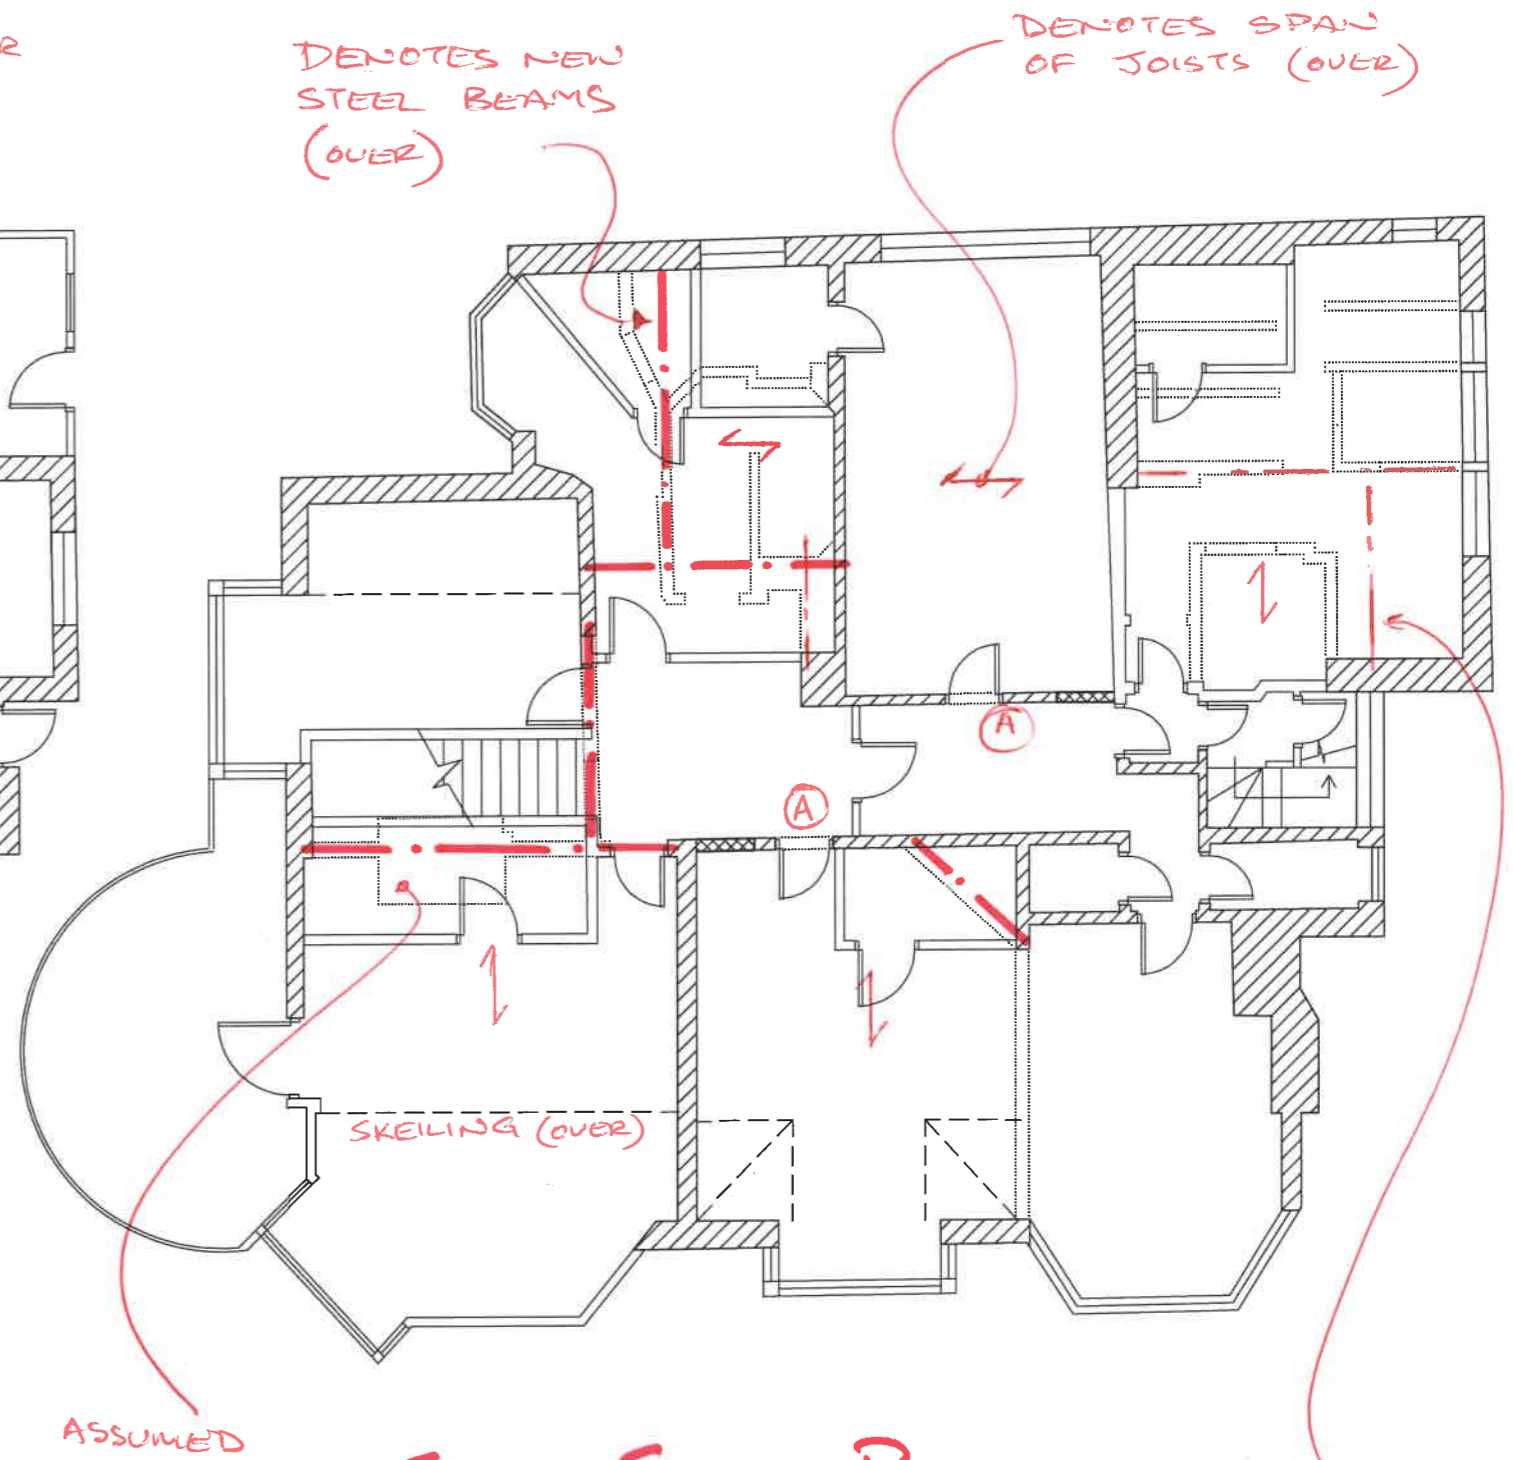 DENOTES NEW
STEEL BEAMS
(OVER)
DENOTES SPAN
OF JOISTS (OVER)
A
A
SKEILING (OVER)
ASSUMED